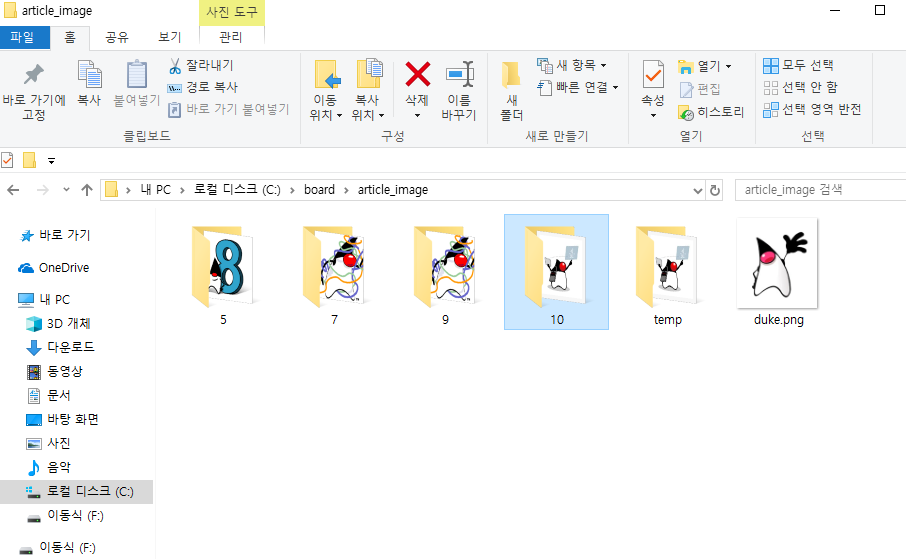 article_image
사진 도구
파일
홈
공유
보기
관리
바로 가기에
고정
복사
붙여넣기
잘라내기
경로 복사
바로 가기 붙여넣기
클립보드
이동
위치
복사
위치
삭제
이름
바꾸기
구성
새
폴더
새 항목
빠른 연결
새로 만들기
속성
열기
편집
히스토리
열기
모두 선택
선택 안 함
선택 영역 반전
선택
내 PC > 로컬 디스크 (C:) > board > article_image
article_image 검색
바로 가기
OneDrive
내 PC
3D 개체
다운로드
동영상
문서
바탕 화면
사진
음악
로컬 디스크 (C:)
이동식 (F:)
이동식 (F:)
8
5
7
9
10
temp
duke.png